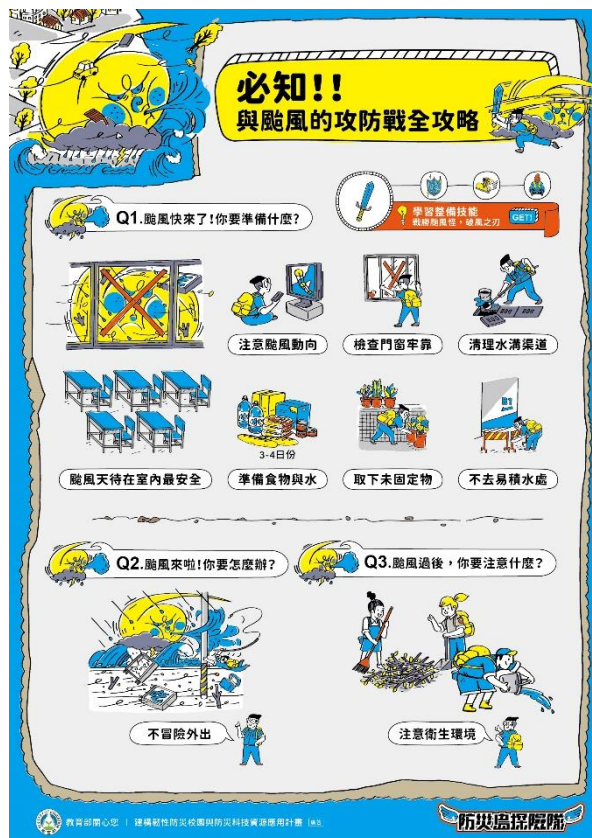 必知!!
與颱風的攻防戰全攻略
學習整備技能
戰勝颱風怪,破風之刃
GET!
Q1.颱風快來了!你要準備什麼?
注意颱風動向
檢查門窗牢靠
清理水溝渠道
B1
3-4日份
颱風天待在室內最安全
準備食物與水
取下未固定物
不去易積水處
Q2.颱風來啦!你要怎麼辦?
Q3.颱風過後,你要注意什麼?
不冒險外出
注意衛生環境
教育部關心您 | 建構韌性防災校園與防災科技資源應用計畫
防災島探險隊